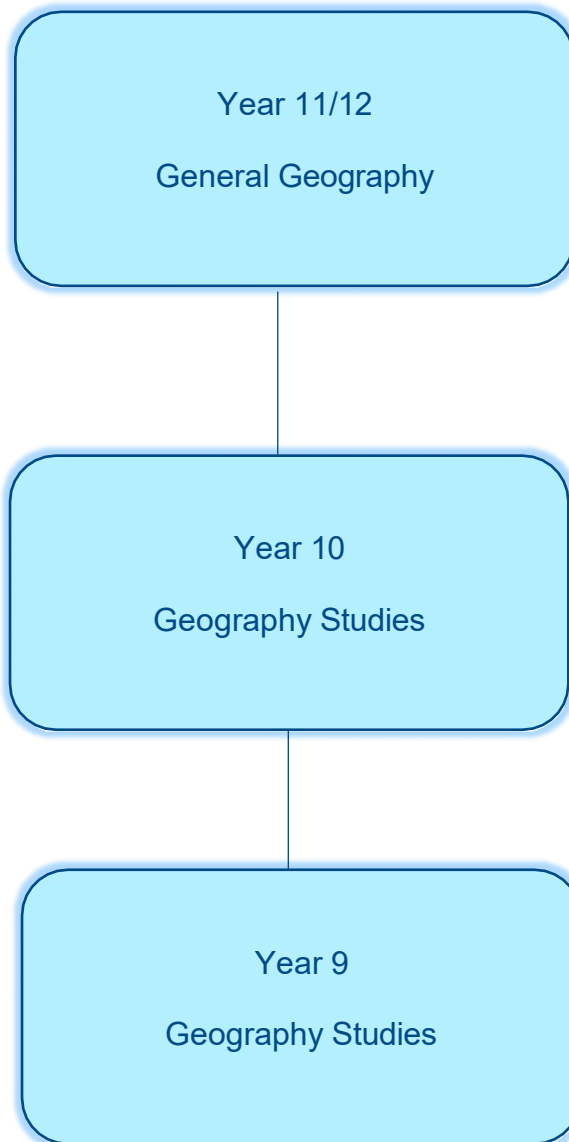 Year 11/12
General Geography
Year 10
Geography Studies
Year 9
Geography Studies